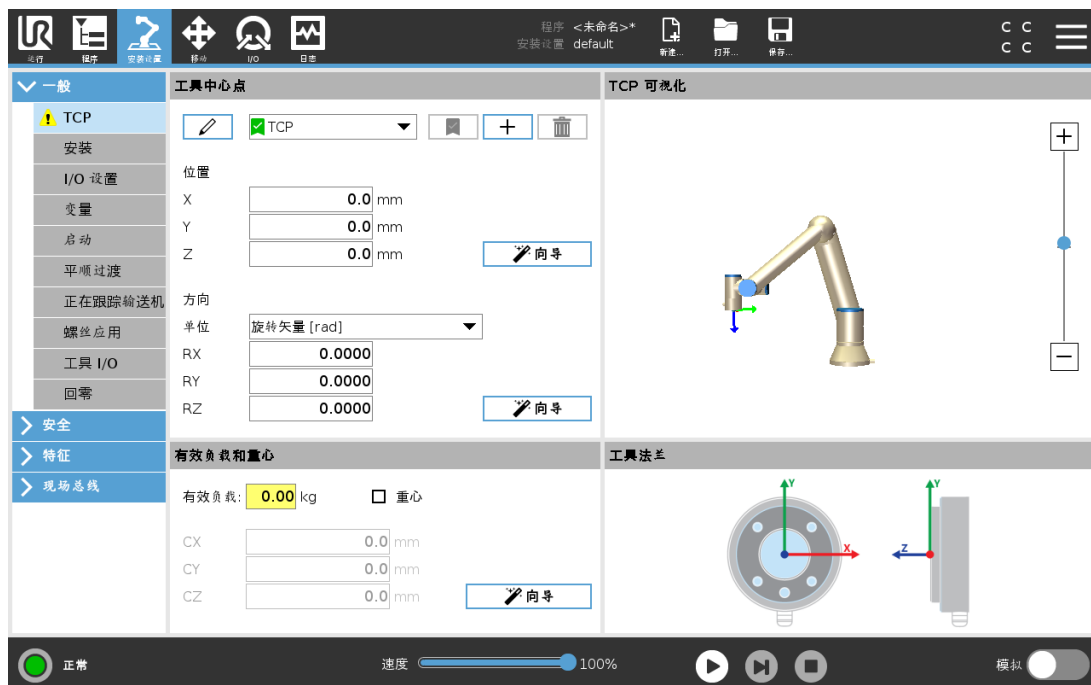 程序 <未命名>*
安装设置 default
C C
C C
运行 程序 安装设置 移动 I/O 日志 新建... 打开... 保存...
一般
TCP
安装
I/O 设置
变量
启动
平顺过渡
正在跟踪输送机
螺丝应用
工具 I/O
回零
安全
特征
现场总线
工具中心点
TCP
位置
X 0.0 mm
Y 0.0 mm
Z 0.0 mm 向导
方向
单位 旋转矢量 [rad]
RX 0.0000
RY 0.0000
RZ 0.0000 向导
TCP 可视化
有效负载和重心
有效负载: 0.00 kg 重心
CX 0.0 mm
CY 0.0 mm
CZ 0.0 mm 向导
工具法兰
Y Y
X Z
正常 速度 100% 模拟